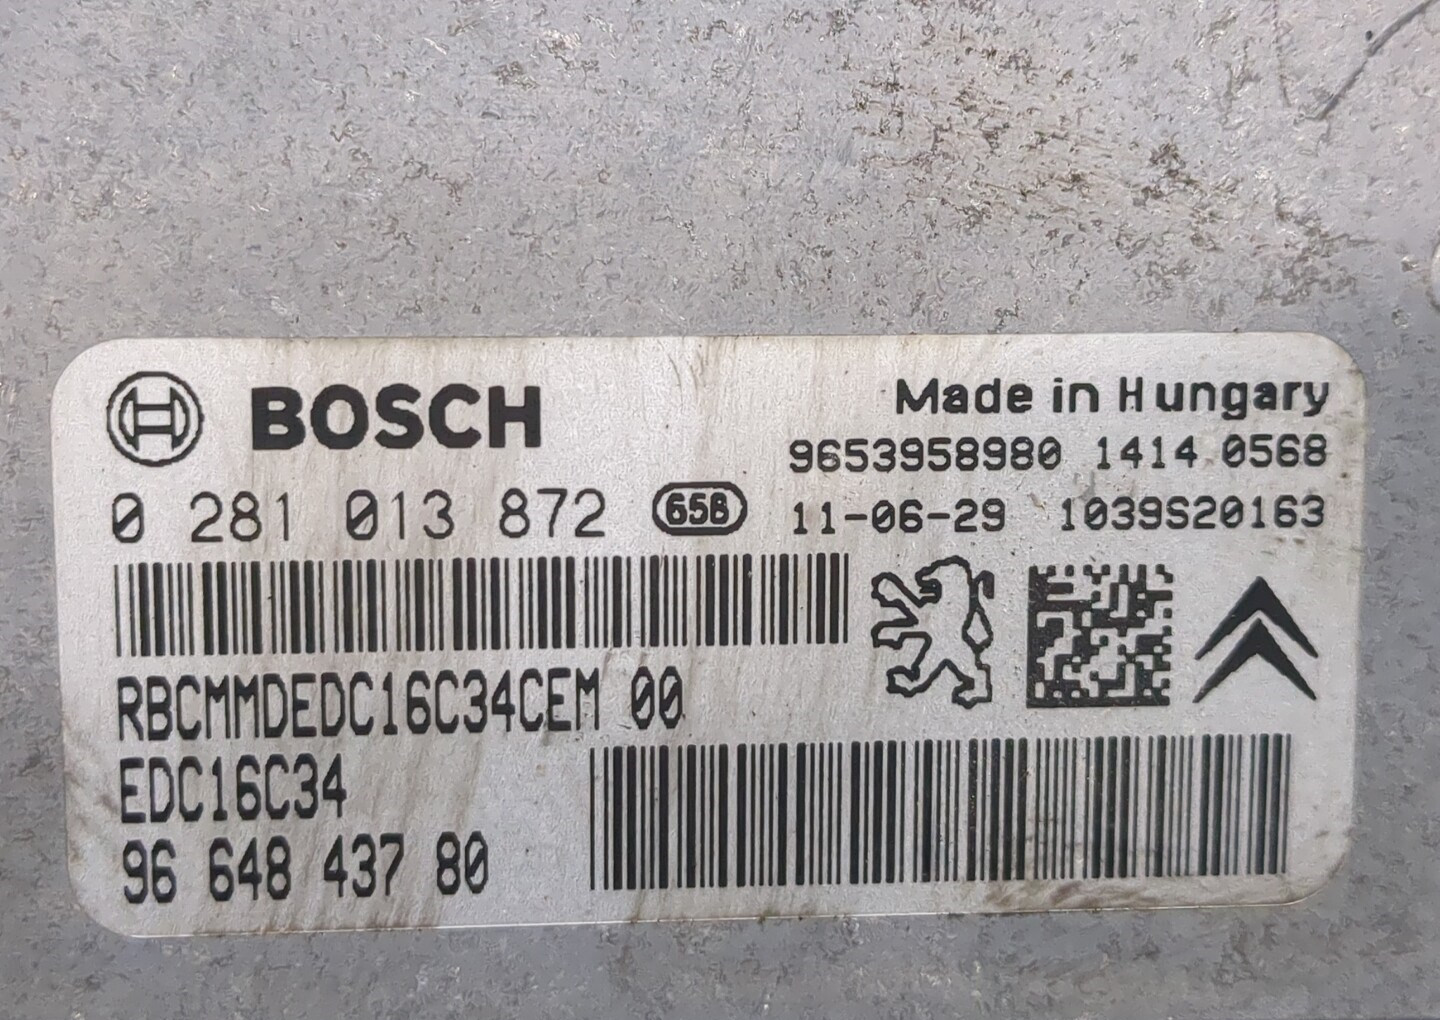 BOSCH
Made in Hungary
9653958980 1414 0568
0 281 013 872 65B 11-06-29 1039S20163
RBCMMDEDC16C34CEM 00
EDC16C34
96 648 437 80